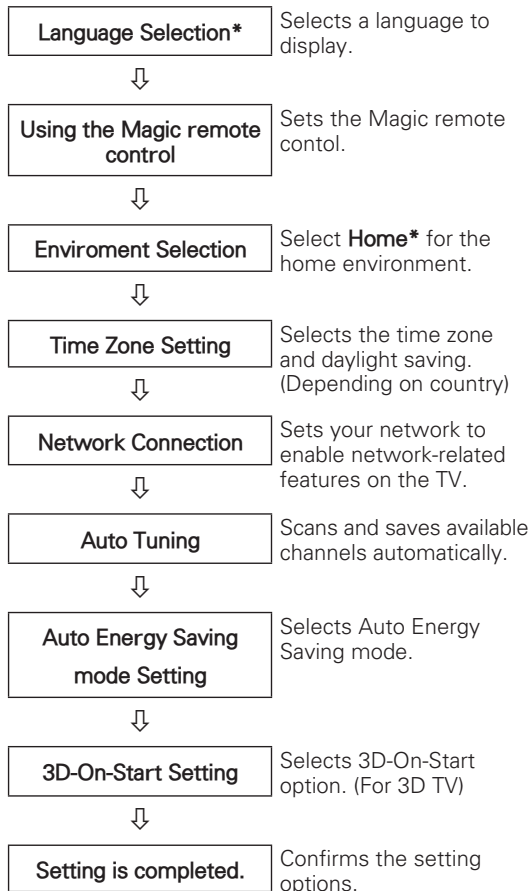 Language Selection*
Selects a language to
display.
⇩
Using the Magic remote
control
Sets the Magic remote
contol.
⇩
Enviroment Selection
Select Home* for the
home environment.
⇩
Time Zone Setting
Selects the time zone
and daylight saving.
(Depending on country)
⇩
Network Connection
Sets your network to
enable network-related
features on the TV.
⇩
Auto Tuning
Scans and saves available
channels automatically.
⇩
Auto Energy Saving
mode Setting
Selects Auto Energy
Saving mode.
⇩
3D-On-Start Setting
Selects 3D-On-Start
option. (For 3D TV)
⇩
Setting is completed.
Confirms the setting
options.